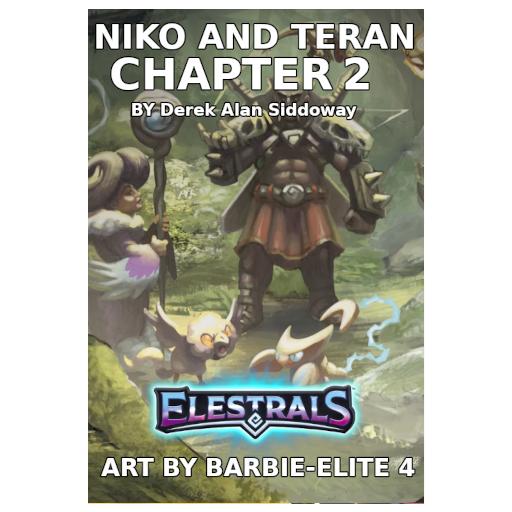 NIKO AND TERAN
CHAPTER 2
BY Derek Alan Siddoway
ELESTRALS
ART BY BARBIE-ELITE 4